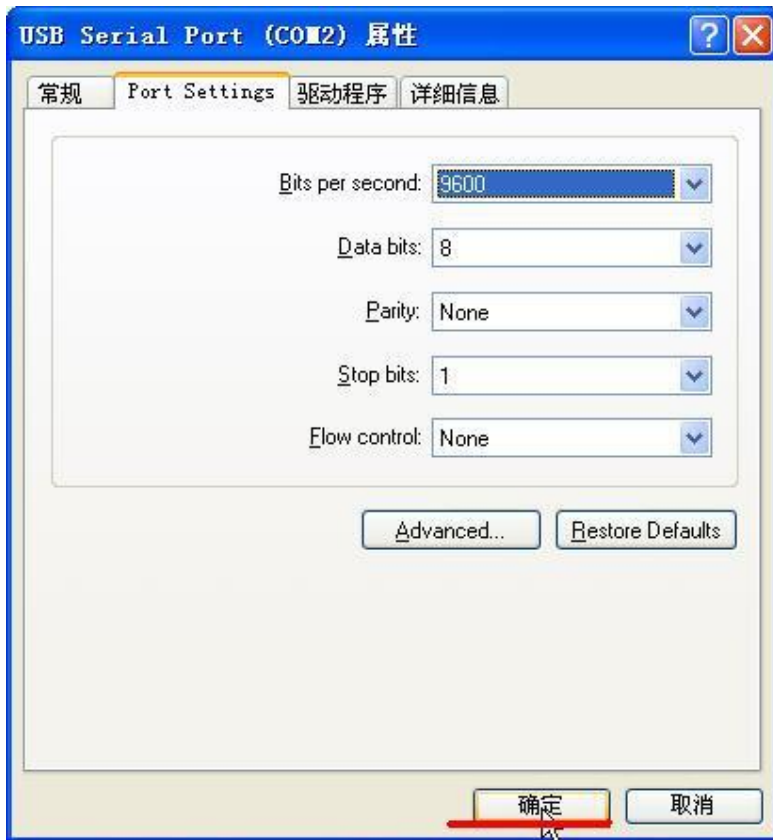 USB Serial Port (COM2) 属性
常规 Port Settings 驱动程序 详细信息
Bits per second: 9600
Data bits: 8
Parity: None
Stop bits: 1
Flow control: None
Advanced... Restore Defaults
确定 取消